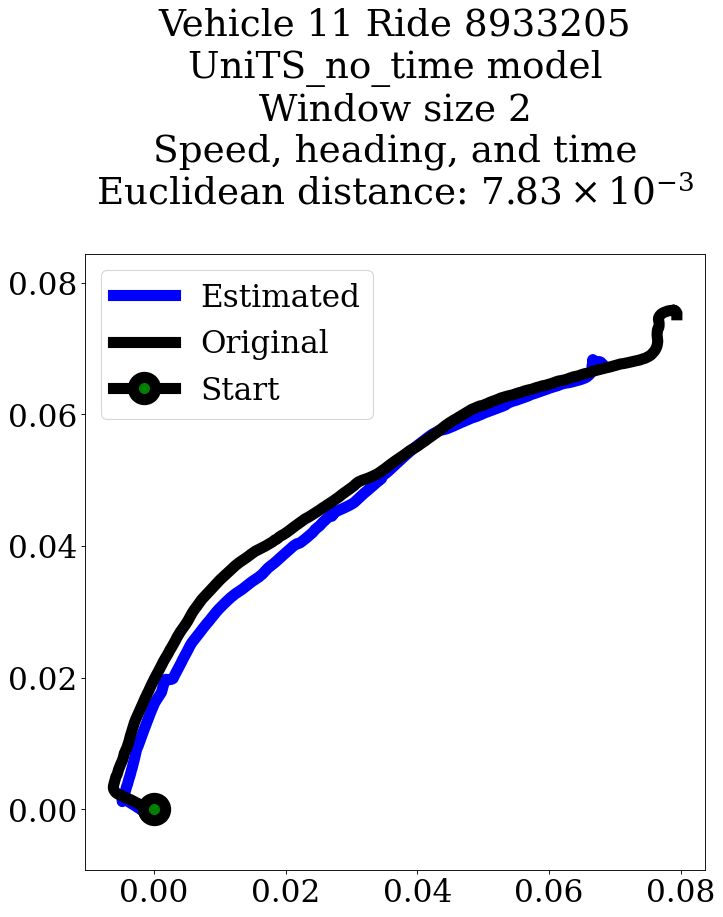 Vehicle 11 Ride 8933205
UniTS_no_time model
Window size 2
Speed, heading, and time
Euclidean distance: 7.83 × 10⁻³
0.08
0.06
0.04
0.02
0.00
Estimated
Original
Start
0.00 0.02 0.04 0.06 0.08